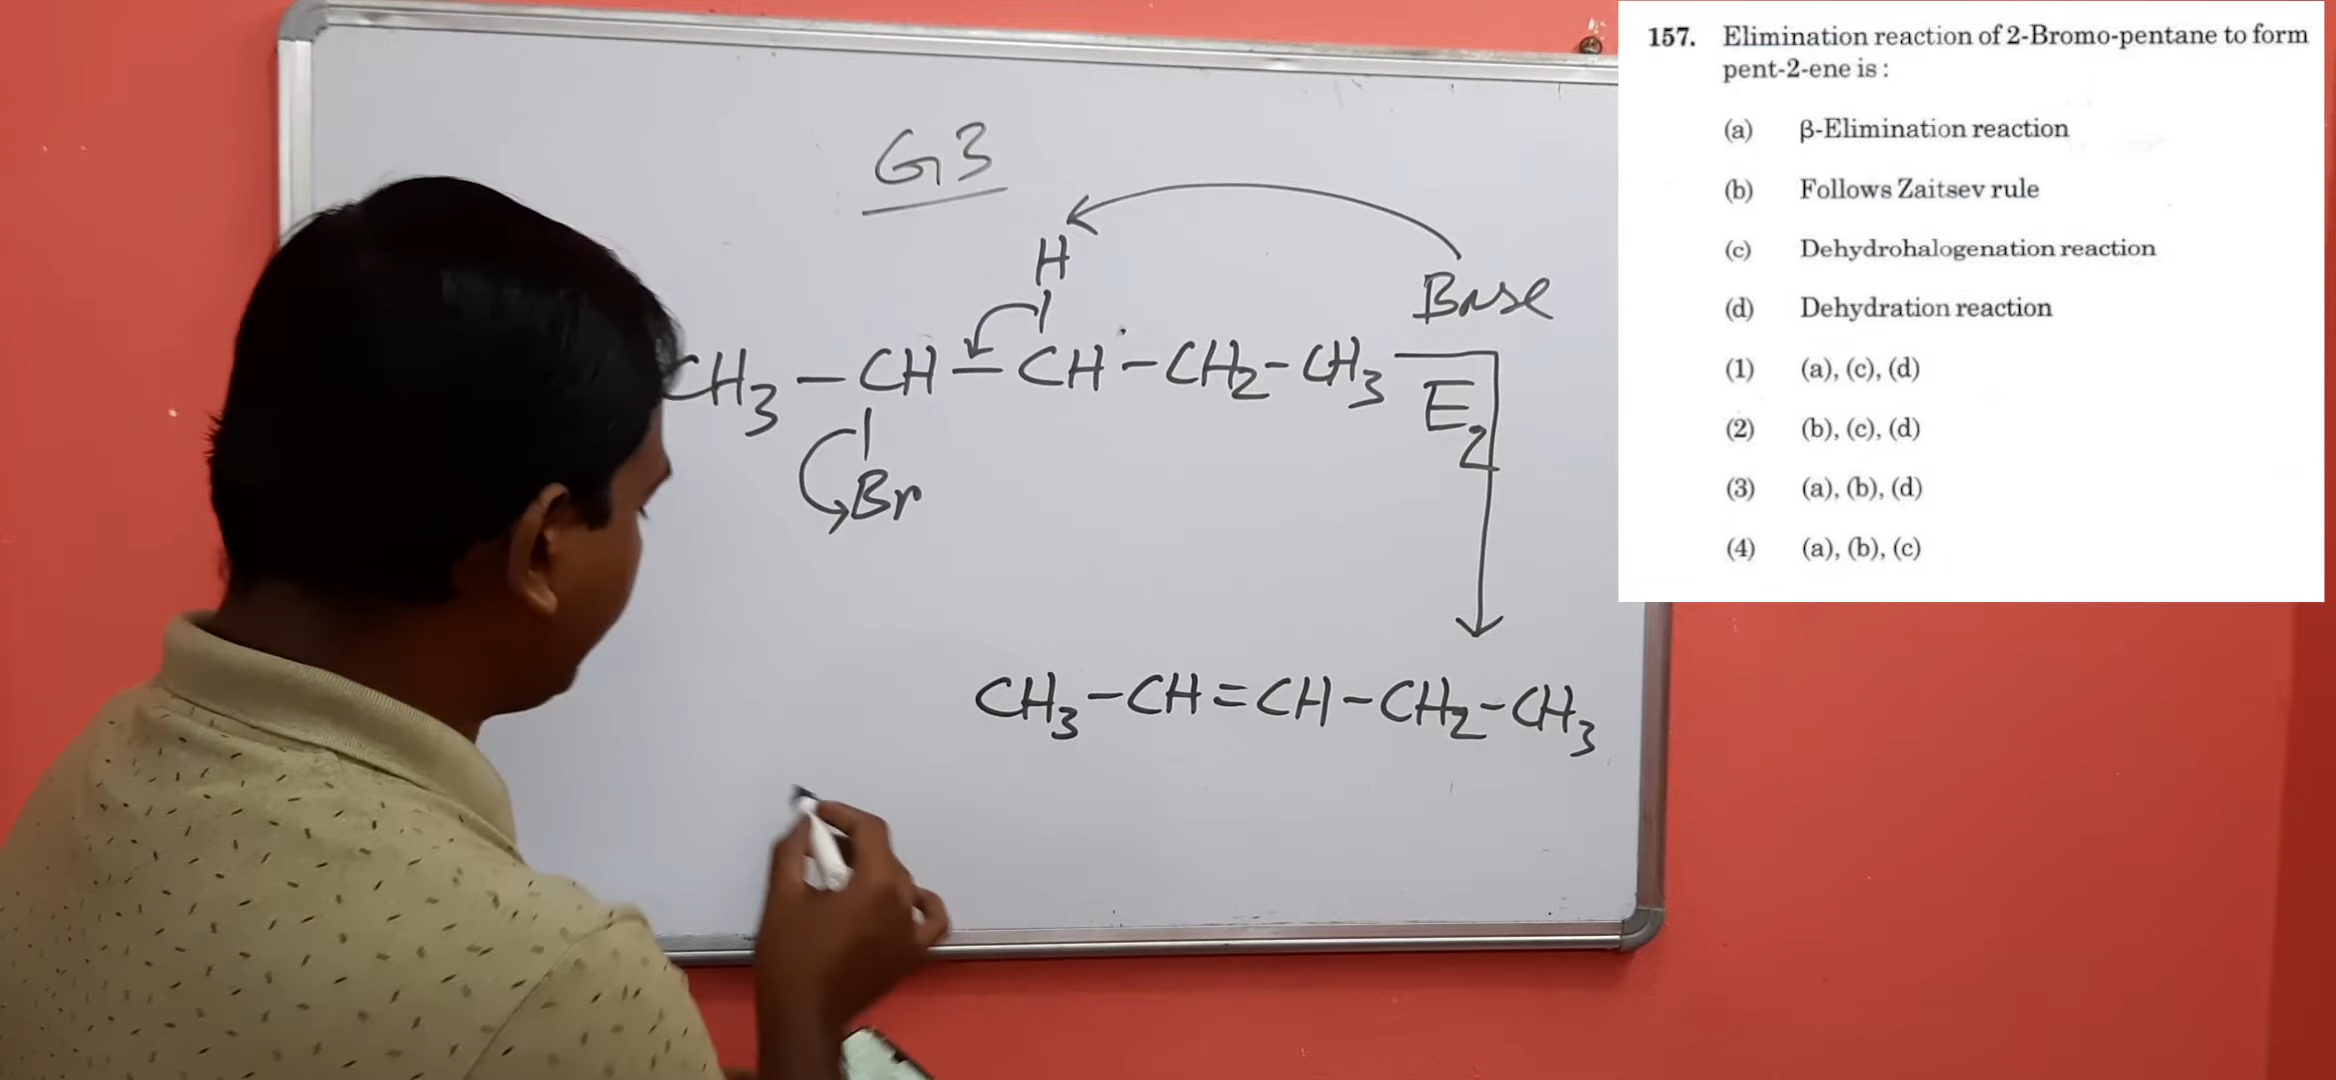 G3
H
Base
CH3 - CH - CH - CH2 - CH3
E2
Br
CH3 - CH = CH - CH2 - CH3
157. Elimination reaction of 2-Bromo-pentane to form
pent-2-ene is :
(a) β-Elimination reaction
(b) Follows Zaitsev rule
(c) Dehydrohalogenation reaction
(d) Dehydration reaction
(1) (a), (c), (d)
(2) (b), (c), (d)
(3) (a), (b), (d)
(4) (a), (b), (c)